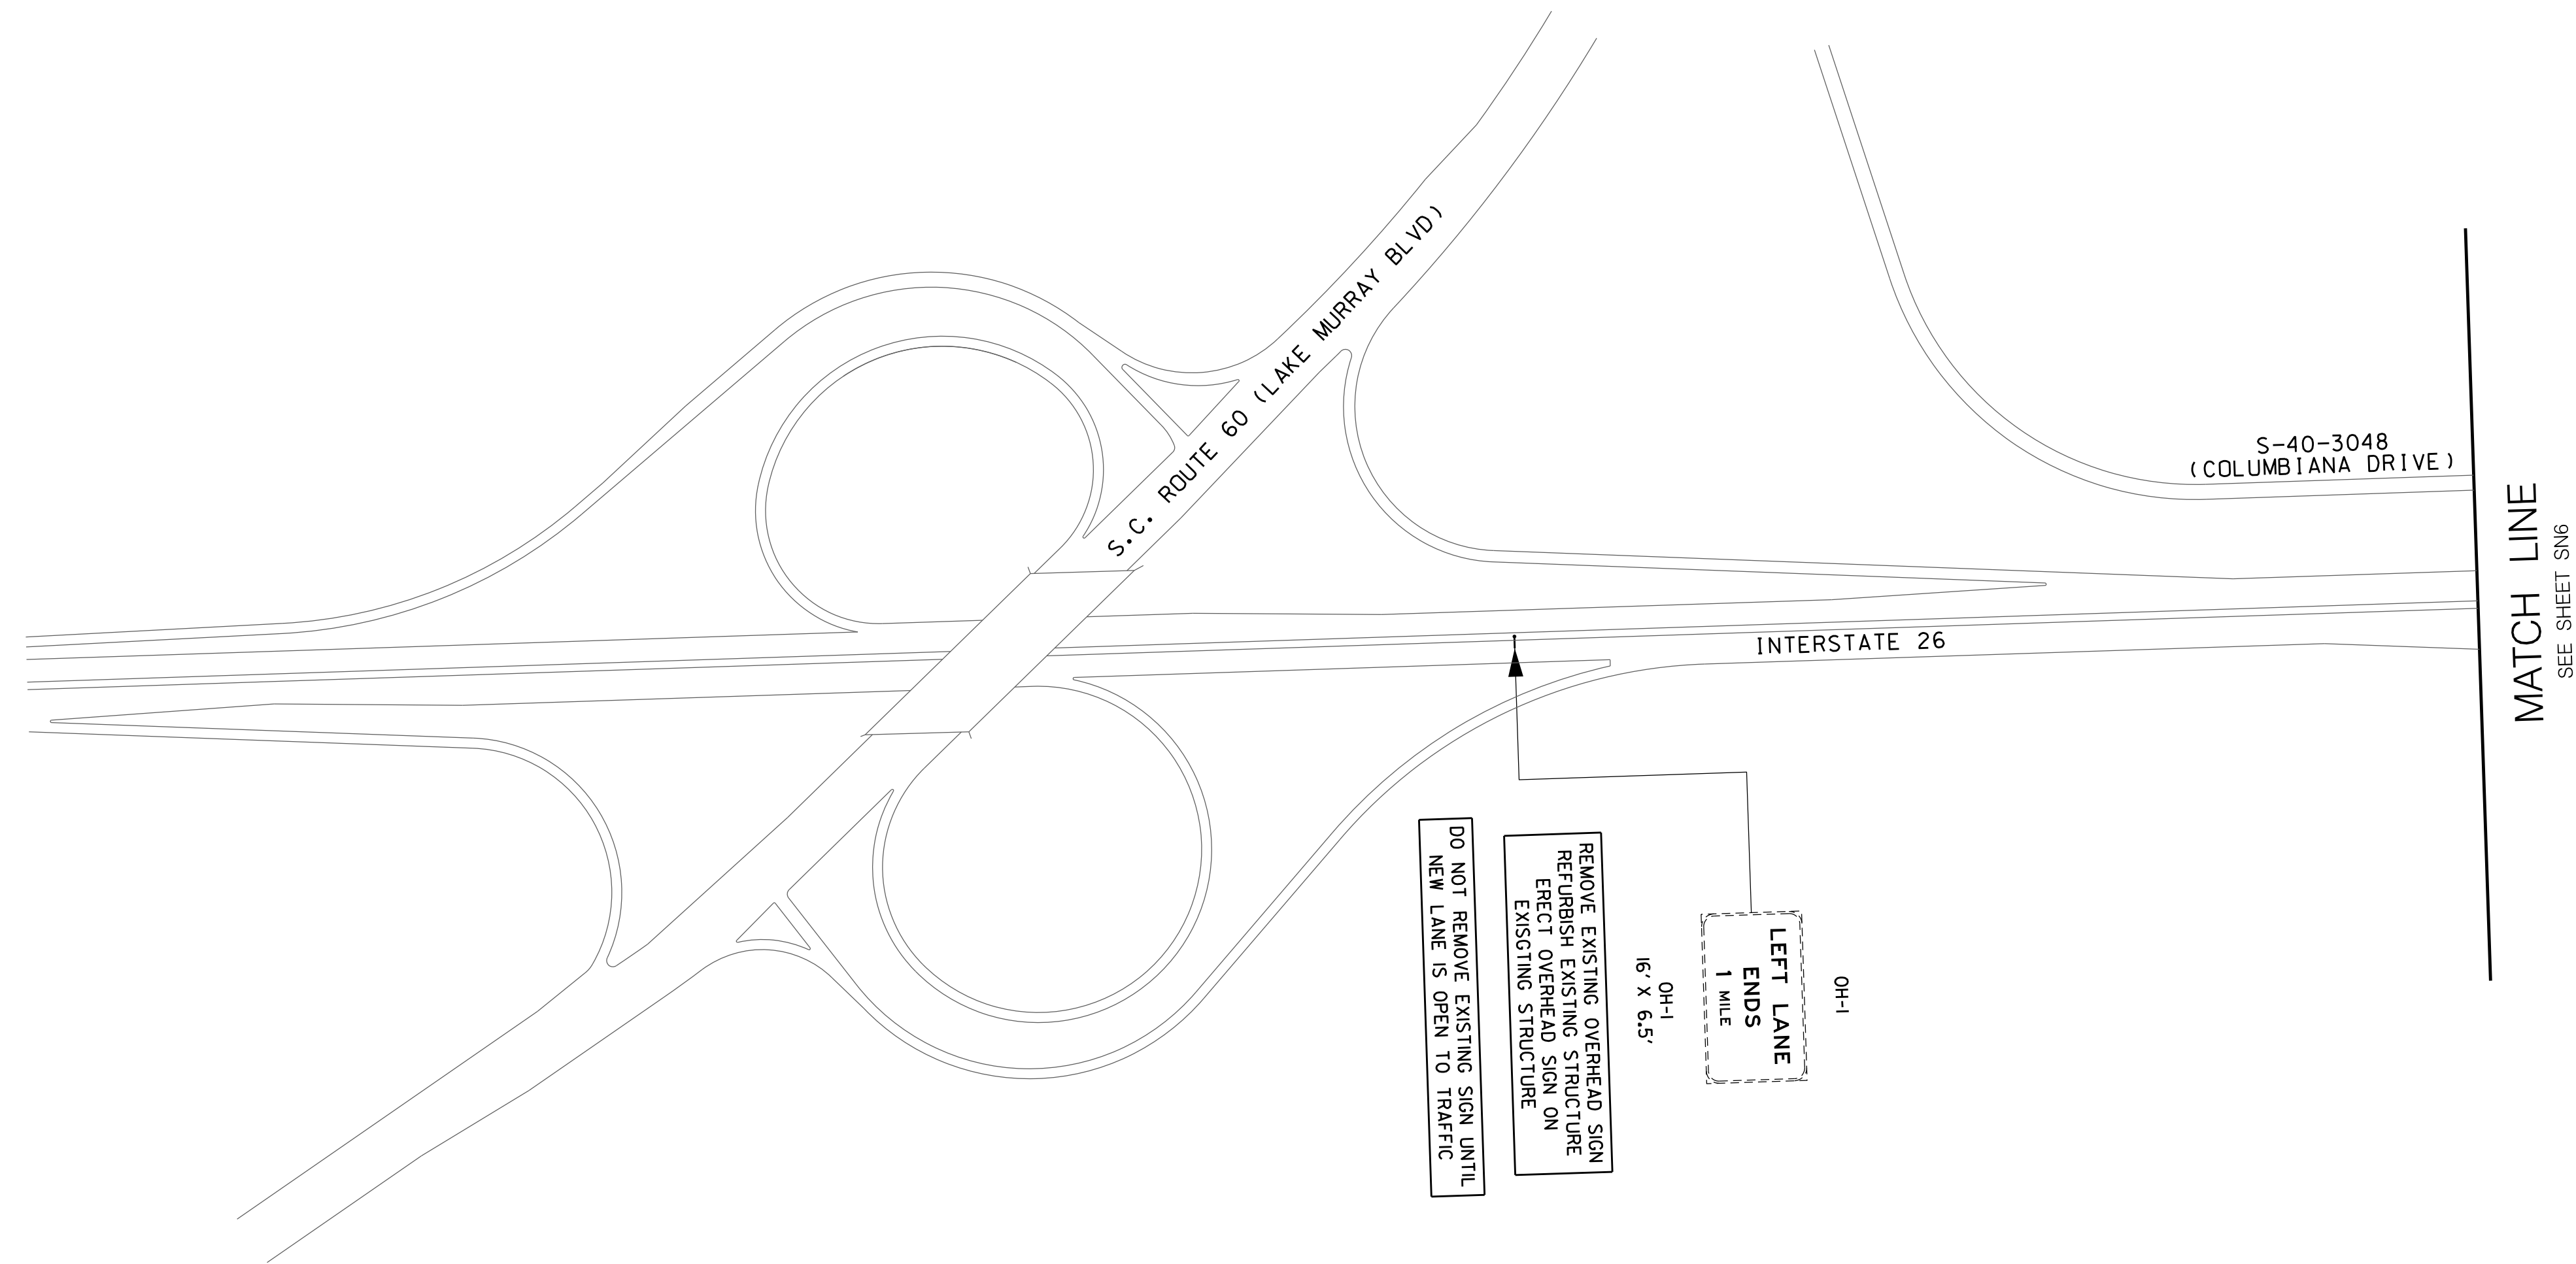 S.C. ROUTE 60 (LAKE MURRAY BLVD)
S-40-3048
(COLUMBIANA DRIVE)
INTERSTATE 26
MATCH LINE
SEE SHEET SN6
OH-1
LEFT LANE
ENDS
1 MILE
OH-1
16' X 6.5'
REMOVE EXISTING OVERHEAD SIGN
REFURBISH EXISTING STRUCTURE
ERECT OVERHEAD SIGN ON
EXISGTING STRUCTURE
DO NOT REMOVE EXISTING SIGN UNTIL
NEW LANE IS OPEN TO TRAFFIC